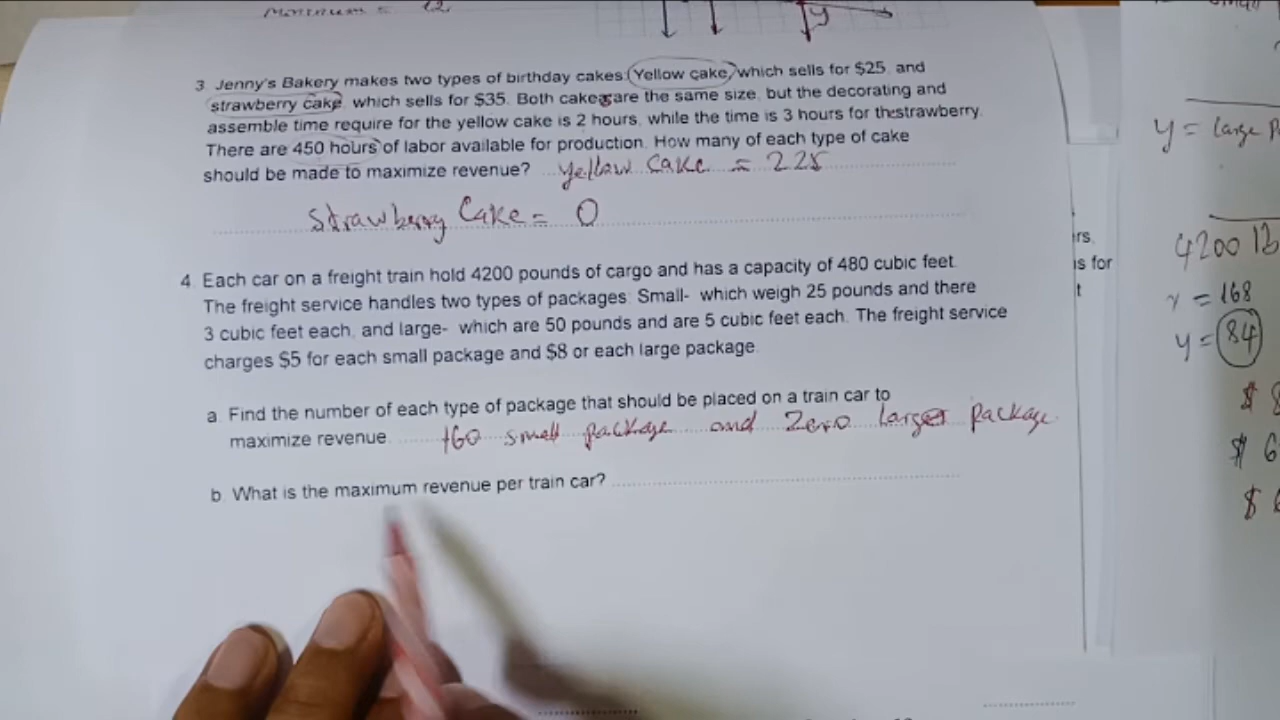 Minimum = 12
y
3 Jenny's Bakery makes two types of birthday cakes: Yellow cake, which sells for $25, and
strawberry cake, which sells for $35. Both cakes are the same size, but the decorating and
assemble time require for the yellow cake is 2 hours, while the time is 3 hours for the strawberry.
There are 450 hours of labor available for production. How many of each type of cake
should be made to maximize revenue? yellow cake = 225
Strawberry Cake = 0
4 Each car on a freight train hold 4200 pounds of cargo and has a capacity of 480 cubic feet.
The freight service handles two types of packages: Small- which weigh 25 pounds and there
3 cubic feet each, and large- which are 50 pounds and are 5 cubic feet each. The freight service
charges $5 for each small package and $8 or each large package.
a. Find the number of each type of package that should be placed on a train car to
maximize revenue. 160 small package and Zero larger package
b. What is the maximum revenue per train car?
rs,
is for
t
y = large
4200 lb
x = 168
y = 84
$
$ 6
$